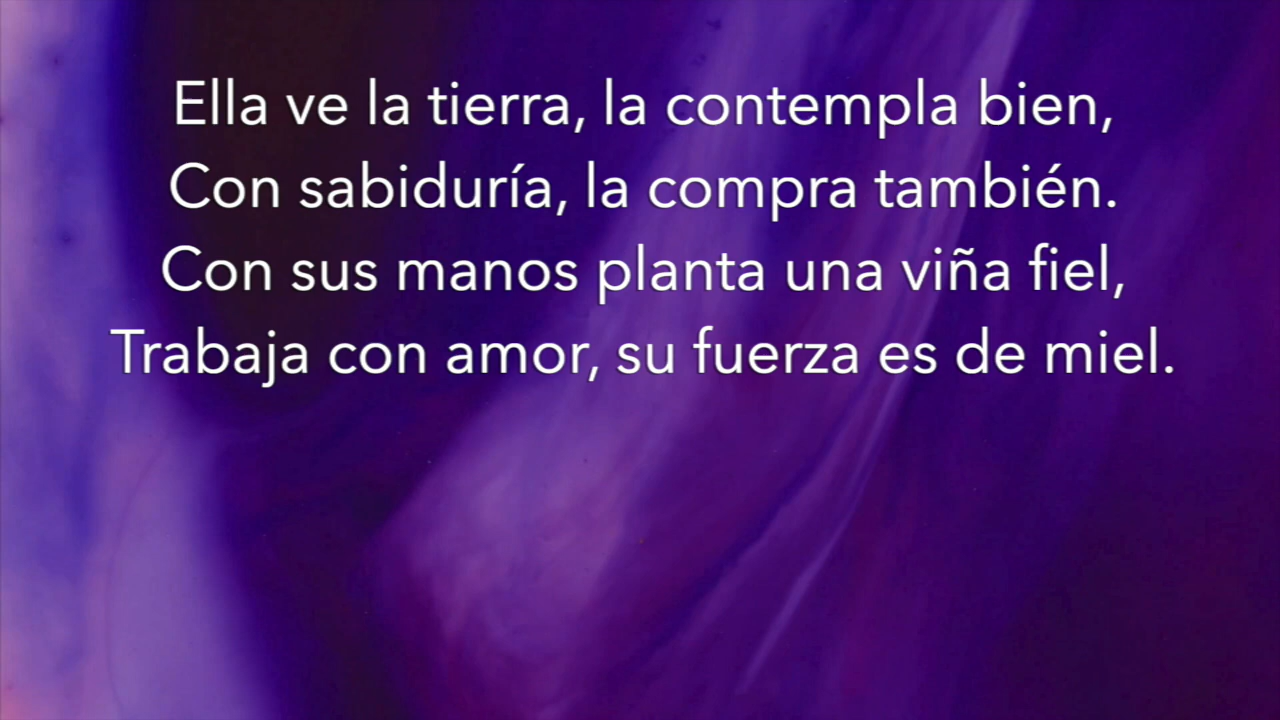 Ella ve la tierra, la contempla bien,
Con sabiduría, la compra también.
Con sus manos planta una viña fiel,
Trabaja con amor, su fuerza es de miel.